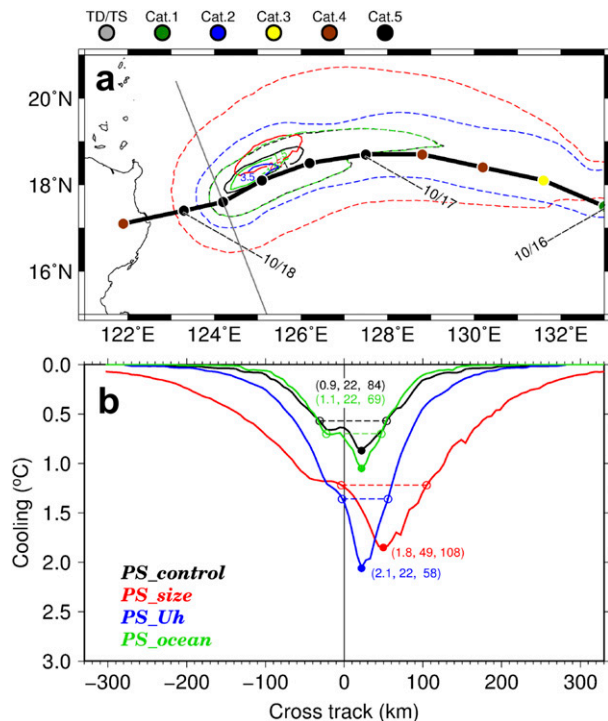 TD/TS Cat.1 Cat.2 Cat.3 Cat.4 Cat.5
a
20°N
18°N
16°N
3.5
10/18
10/17
10/16
122°E 124°E 126°E 128°E 130°E 132°E
b
Cooling (ºC)
0.0
0.5
1.0
1.5
2.0
2.5
3.0
(0.9, 22, 84)
(1.1, 22, 69)
(1.8, 49, 108)
(2.1, 22, 58)
PS_control
PS_size
PS_Uh
PS_ocean
−300 −200 −100 0 100 200 300
Cross track (km)